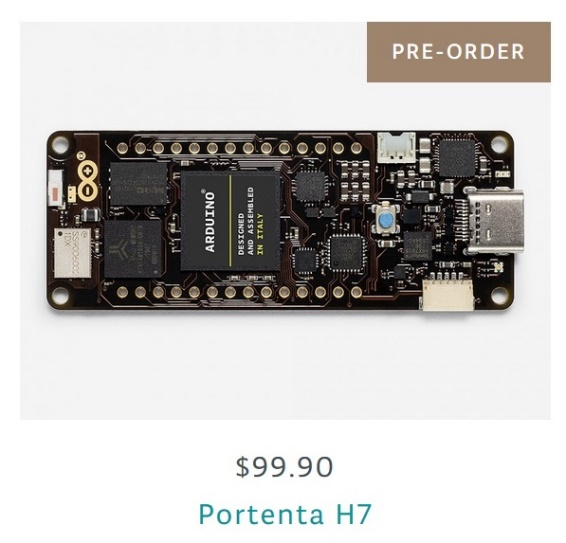 PRE-ORDER
ARDUINO®
DESIGNED
AND ASSEMBLED
IN ITALY
$99.90
Portenta H7